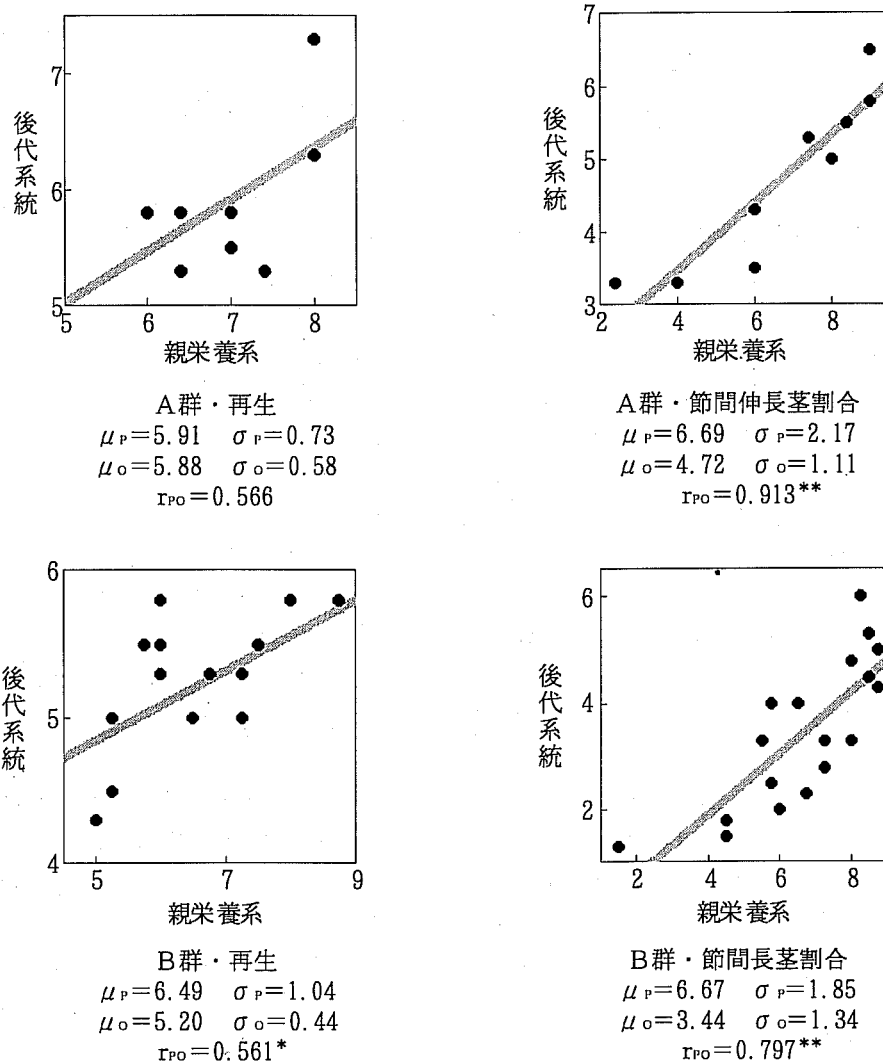 7
6
5
後代系統
5 6 7 8
親栄養系
A群・再生
μP=5.91 σP=0.73
μO=5.88 σO=0.58
rPO=0.566
7
6
5
4
3
後代系統
2 4 6 8
親栄養系
A群・節間伸長茎割合
μP=6.69 σP=2.17
μO=4.72 σO=1.11
rPO=0.913**
6
5
4
後代系統
5 7 9
親栄養系
B群・再生
μP=6.49 σP=1.04
μO=5.20 σO=0.44
rPO=0.561*
6
4
2
後代系統
2 4 6 8
親栄養系
B群・節間長茎割合
μP=6.67 σP=1.85
μO=3.44 σO=1.34
rPO=0.797**